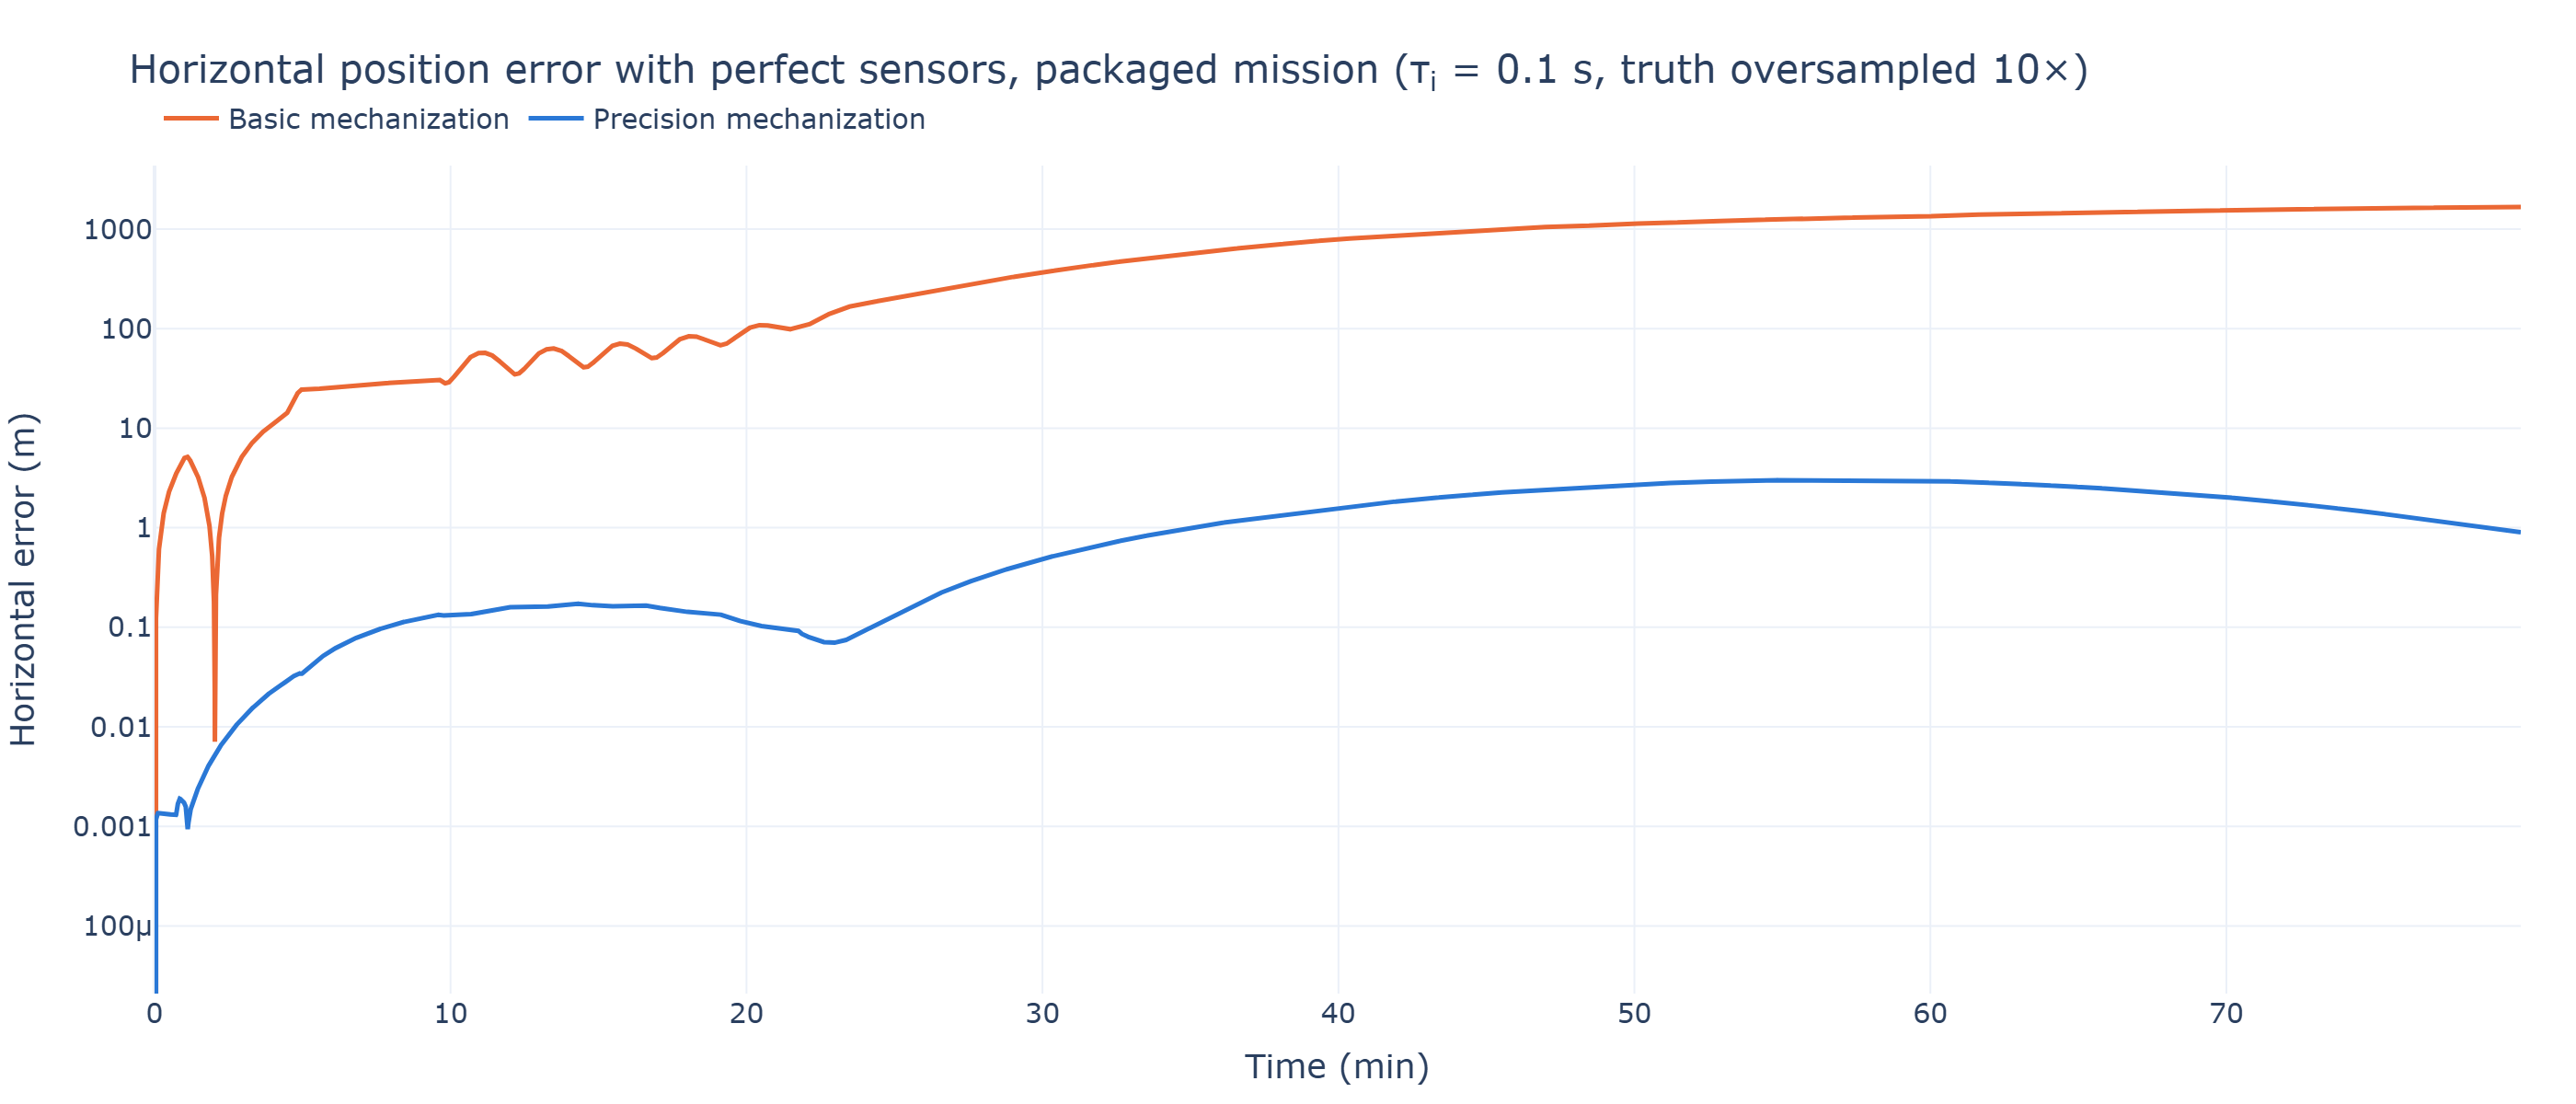 Horizontal position error with perfect sensors, packaged mission (τᵢ = 0.1 s, truth oversampled 10×)
Basic mechanization Precision mechanization
Horizontal error (m)
1000
100
10
1
0.1
0.01
0.001
100μ
0 10 20 30 40 50 60 70
Time (min)